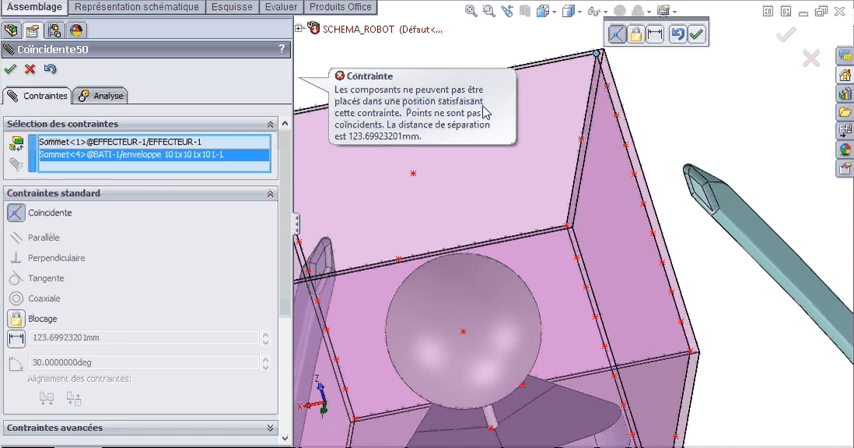 Assemblage
Représentation schématique
Esquisse
Evaluer
Produits Office
Coïncidente50
?
SCHEMA_ROBOT (Défaut<...
Contraintes
Analyse
Contrainte
Les composants ne peuvent pas être
placés dans une position satisfaisant
cette contrainte. Points ne sont pas
coïncidents. La distance de séparation
est 123.69923201mm.
Sélection des contraintes
Sommet<1>@EFFECTEUR-1/EFFECTEUR-1
Sommet<4>@BATI-1/enveloppe 101x101x101-1
Contraintes standard
Coïncidente
Parallèle
Perpendiculaire
Tangente
Coaxiale
Blocage
123.69923201mm
30.0000000deg
Alignement des contraintes:
Contraintes avancées
Z
X